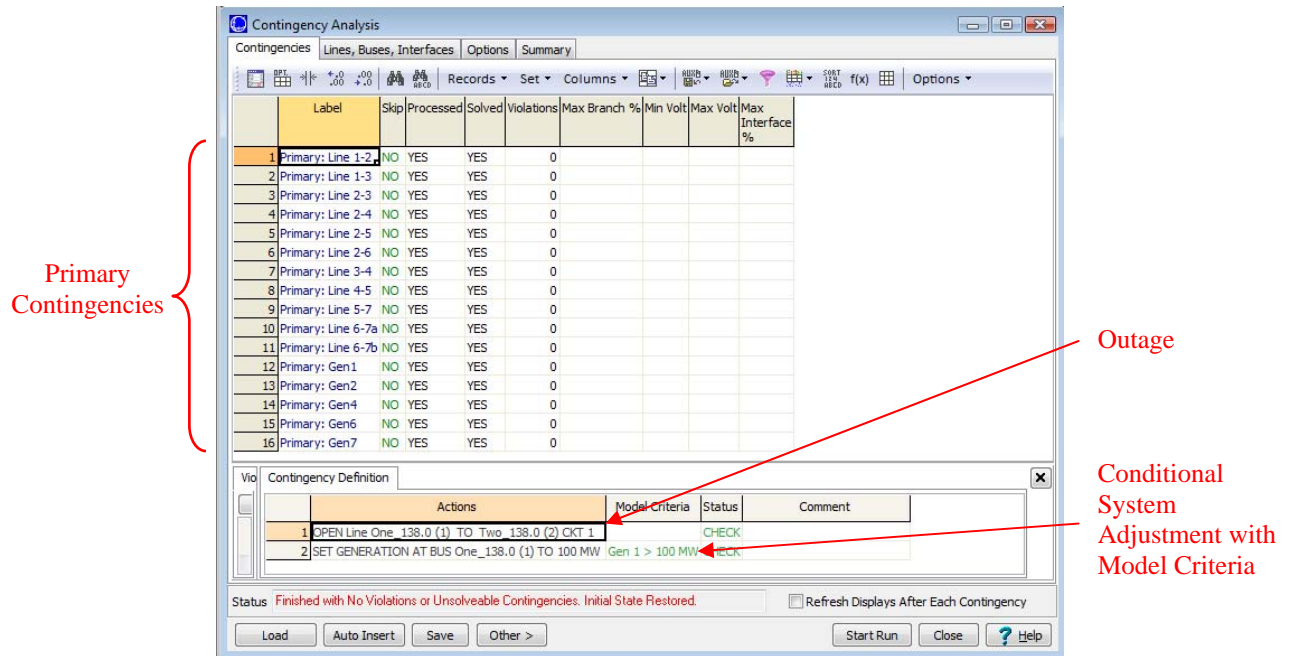 Contingency Analysis
Contingencies Lines, Buses, Interfaces Options Summary
Records Set Columns Options
f(x)
Label Skip Processed Solved Violations Max Branch % Min Volt Max Volt Max Interface %
1 Primary: Line 1-2 NO YES YES 0
2 Primary: Line 1-3 NO YES YES 0
3 Primary: Line 2-3 NO YES YES 0
4 Primary: Line 2-4 NO YES YES 0
5 Primary: Line 2-5 NO YES YES 0
6 Primary: Line 2-6 NO YES YES 0
7 Primary: Line 3-4 NO YES YES 0
8 Primary: Line 4-5 NO YES YES 0
9 Primary: Line 5-7 NO YES YES 0
10 Primary: Line 6-7a NO YES YES 0
11 Primary: Line 6-7b NO YES YES 0
12 Primary: Gen1 NO YES YES 0
13 Primary: Gen2 NO YES YES 0
14 Primary: Gen4 NO YES YES 0
15 Primary: Gen6 NO YES YES 0
16 Primary: Gen7 NO YES YES 0
Primary
Contingencies
Outage
Vio Contingency Definition
Actions Model Criteria Status Comment
1 OPEN Line One_138.0 (1) TO Two_138.0 (2) CKT 1 CHECK
2 SET GENERATION AT BUS One_138.0 (1) TO 100 MW Gen 1 > 100 MW CHECK
Conditional
System
Adjustment with
Model Criteria
Status Finished with No Violations or Unsolveable Contingencies. Initial State Restored. Refresh Displays After Each Contingency
Load Auto Insert Save Other > Start Run Close ? Help